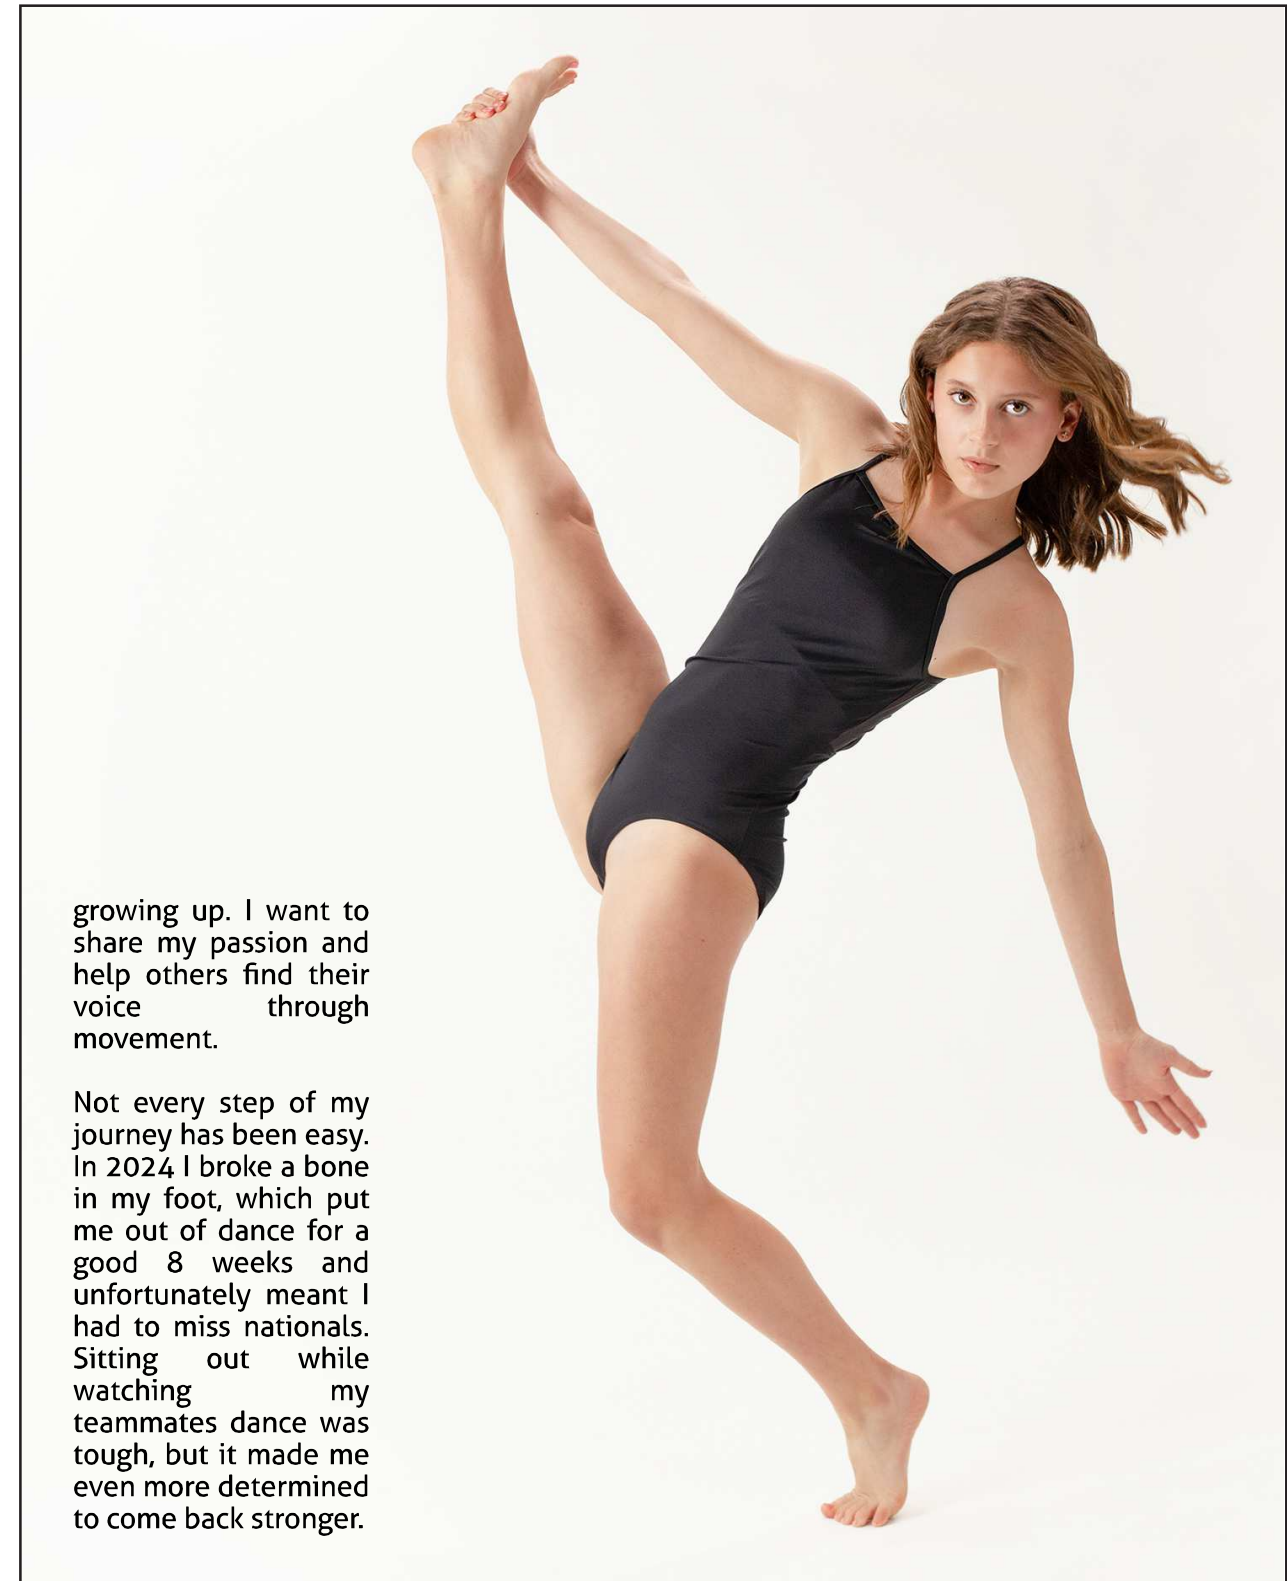 growing up. I want to
share my passion and
help others find their
voice through
movement.
Not every step of my
journey has been easy.
In 2024 I broke a bone
in my foot, which put
me out of dance for a
good 8 weeks and
unfortunately meant I
had to miss nationals.
Sitting out while
watching my
teammates dance was
tough, but it made me
even more determined
to come back stronger.